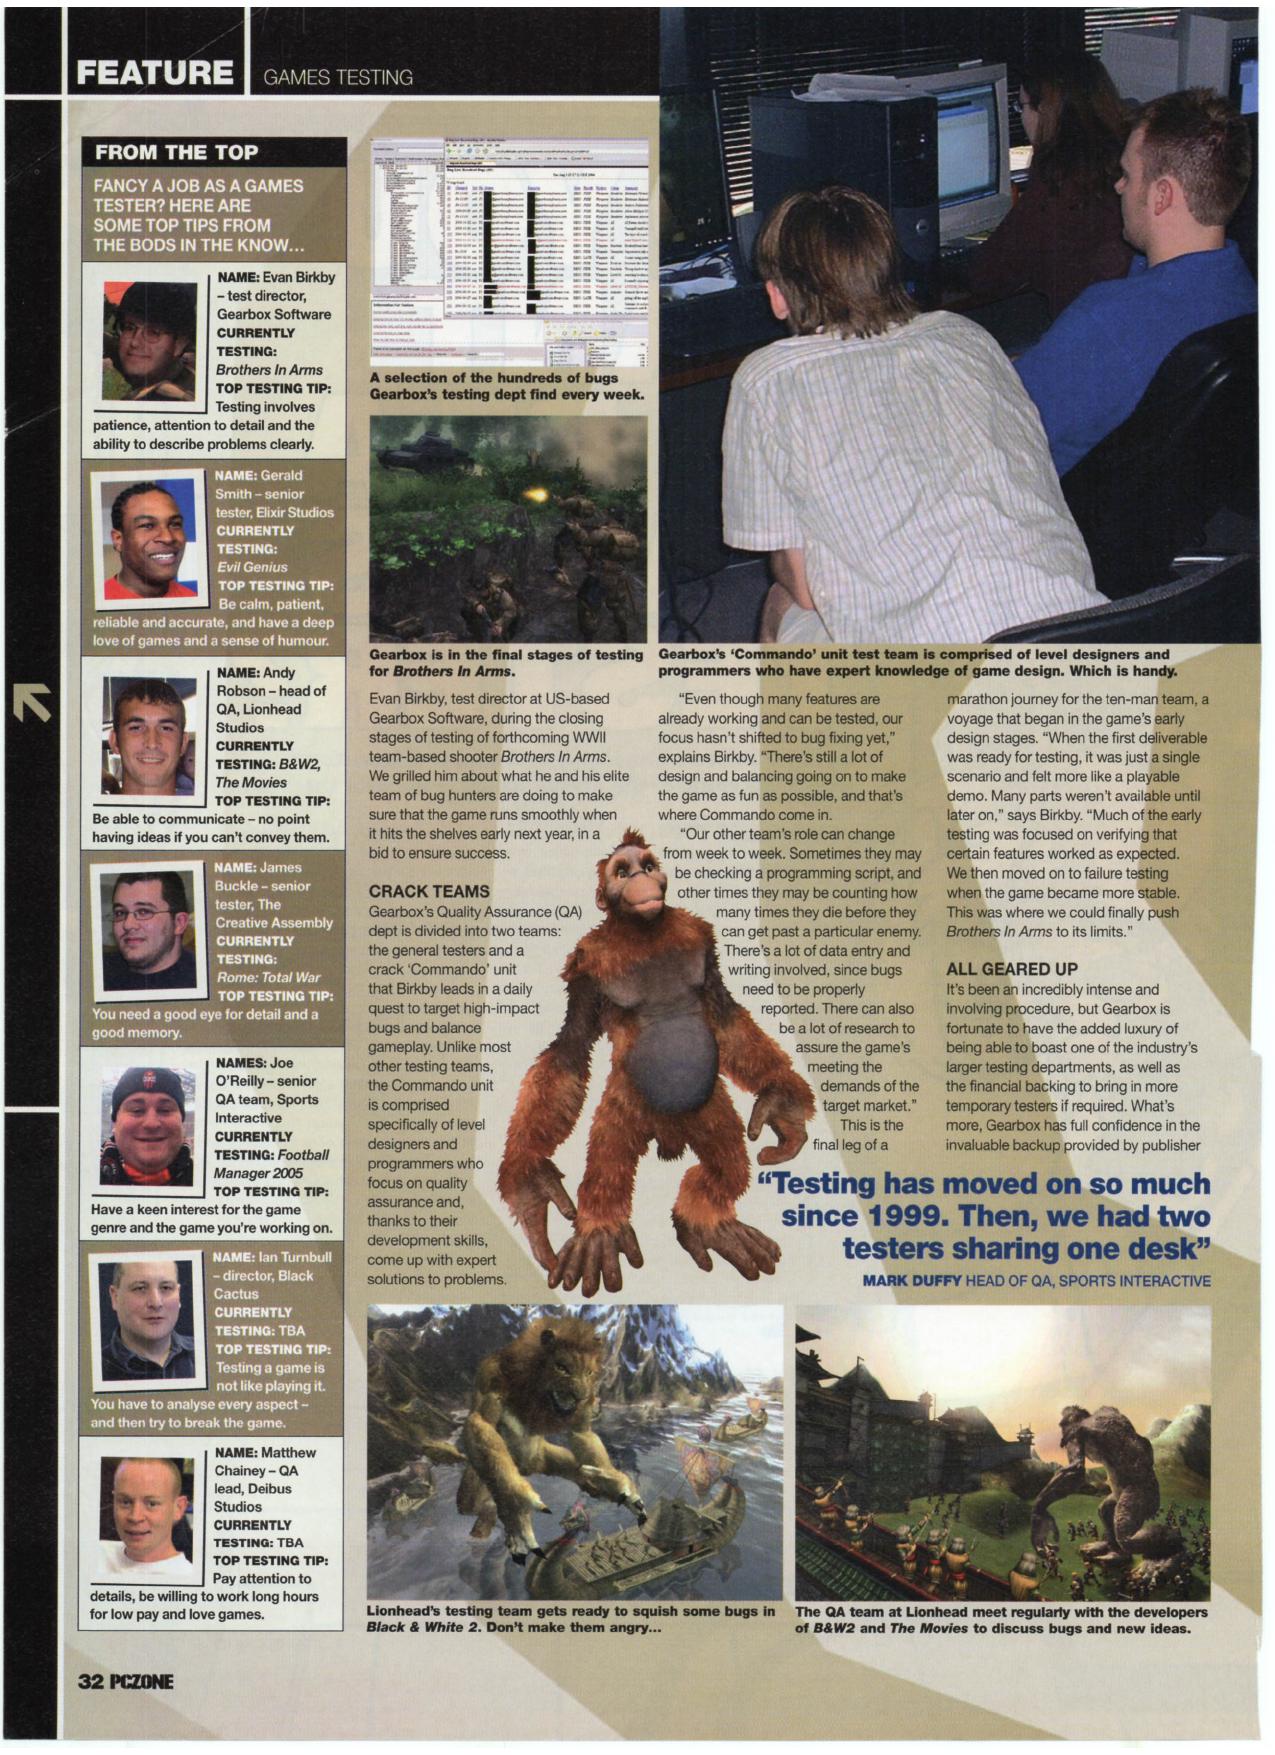 FEATURE
GAMES TESTING
FROM THE TOP
FANCY A JOB AS A GAMES
TESTER? HERE ARE
SOME TOP TIPS FROM
THE BODS IN THE KNOW...
NAME: Evan Birkby
– test director,
Gearbox Software
CURRENTLY
TESTING:
Brothers In Arms
TOP TESTING TIP:
Testing involves
patience, attention to detail and the
ability to describe problems clearly.
NAME: Gerald
Smith – senior
tester, Elixir Studios
CURRENTLY
TESTING:
Evil Genius
TOP TESTING TIP:
Be calm, patient,
reliable and accurate, and have a deep
love of games and a sense of humour.
NAME: Andy
Robson – head of
QA, Lionhead
Studios
CURRENTLY
TESTING: B&W2,
The Movies
TOP TESTING TIP:
Be able to communicate – no point
having ideas if you can't convey them.
NAME: James
Buckle – senior
tester, The
Creative Assembly
CURRENTLY
TESTING:
Rome: Total War
TOP TESTING TIP:
You need a good eye for detail and a
good memory.
NAMES: Joe
O'Reilly – senior
QA team, Sports
Interactive
CURRENTLY
TESTING: Football
Manager 2005
TOP TESTING TIP:
Have a keen interest for the game
genre and the game you're working on.
NAME: Ian Turnbull
– director, Black
Cactus
CURRENTLY
TESTING: TBA
TOP TESTING TIP:
Testing a game is
not like playing it.
You have to analyse every aspect –
and then try to break the game.
NAME: Matthew
Chainey – QA
lead, Deibus
Studios
CURRENTLY
TESTING: TBA
TOP TESTING TIP:
Pay attention to
details, be willing to work long hours
for low pay and love games.
A selection of the hundreds of bugs
Gearbox's testing dept find every week.
Gearbox is in the final stages of testing
for Brothers In Arms.
Gearbox's 'Commando' unit test team is comprised of level designers and
programmers who have expert knowledge of game design. Which is handy.
Evan Birkby, test director at US-based
Gearbox Software, during the closing
stages of testing of forthcoming WWII
team-based shooter Brothers In Arms.
We grilled him about what he and his elite
team of bug hunters are doing to make
sure that the game runs smoothly when
it hits the shelves early next year, in a
bid to ensure success.
CRACK TEAMS
Gearbox's Quality Assurance (QA)
dept is divided into two teams:
the general testers and a
crack 'Commando' unit
that Birkby leads in a daily
quest to target high-impact
bugs and balance
gameplay. Unlike most
other testing teams,
the Commando unit
is comprised
specifically of level
designers and
programmers who
focus on quality
assurance and,
thanks to their
development skills,
come up with expert
solutions to problems.
"Even though many features are
already working and can be tested, our
focus hasn't shifted to bug fixing yet,"
explains Birkby. "There's still a lot of
design and balancing going on to make
the game as fun as possible, and that's
where Commando come in.
"Our other team's role can change
from week to week. Sometimes they may
be checking a programming script, and
other times they may be counting how
many times they die before they
can get past a particular enemy.
There's a lot of data entry and
writing involved, since bugs
need to be properly
reported. There can also
be a lot of research to
assure the game's
meeting the
demands of the
target market."
This is the
final leg of a
marathon journey for the ten-man team, a
voyage that began in the game's early
design stages. "When the first deliverable
was ready for testing, it was just a single
scenario and felt more like a playable
demo. Many parts weren't available until
later on," says Birkby. "Much of the early
testing was focused on verifying that
certain features worked as expected.
We then moved on to failure testing
when the game became more stable.
This was where we could finally push
Brothers In Arms to its limits."
ALL GEARED UP
It's been an incredibly intense and
involving procedure, but Gearbox is
fortunate to have the added luxury of
being able to boast one of the industry's
larger testing departments, as well as
the financial backing to bring in more
temporary testers if required. What's
more, Gearbox has full confidence in the
invaluable backup provided by publisher
"Testing has moved on so much
since 1999. Then, we had two
testers sharing one desk"
MARK DUFFY HEAD OF QA, SPORTS INTERACTIVE
Lionhead's testing team gets ready to squish some bugs in
Black & White 2. Don't make them angry...
The QA team at Lionhead meet regularly with the developers
of B&W2 and The Movies to discuss bugs and new ideas.
32 PCZONE